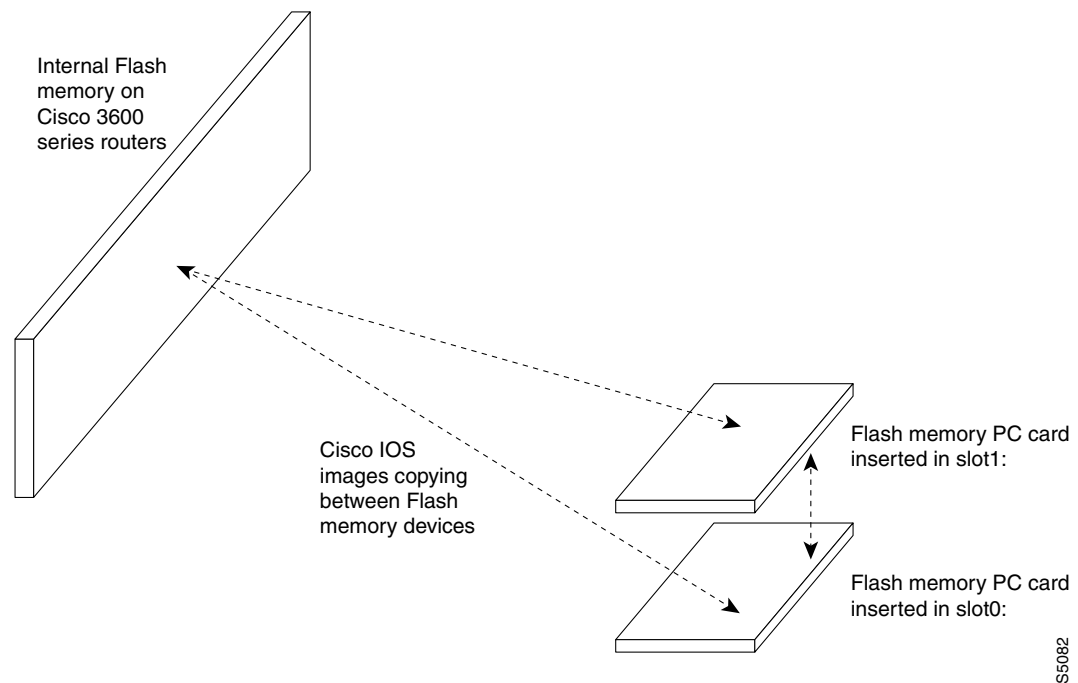 Internal Flash
memory on
Cisco 3600
series routers
Cisco IOS
images copying
between Flash
memory devices
Flash memory PC card
inserted in slot1:
Flash memory PC card
inserted in slot0:
S5082